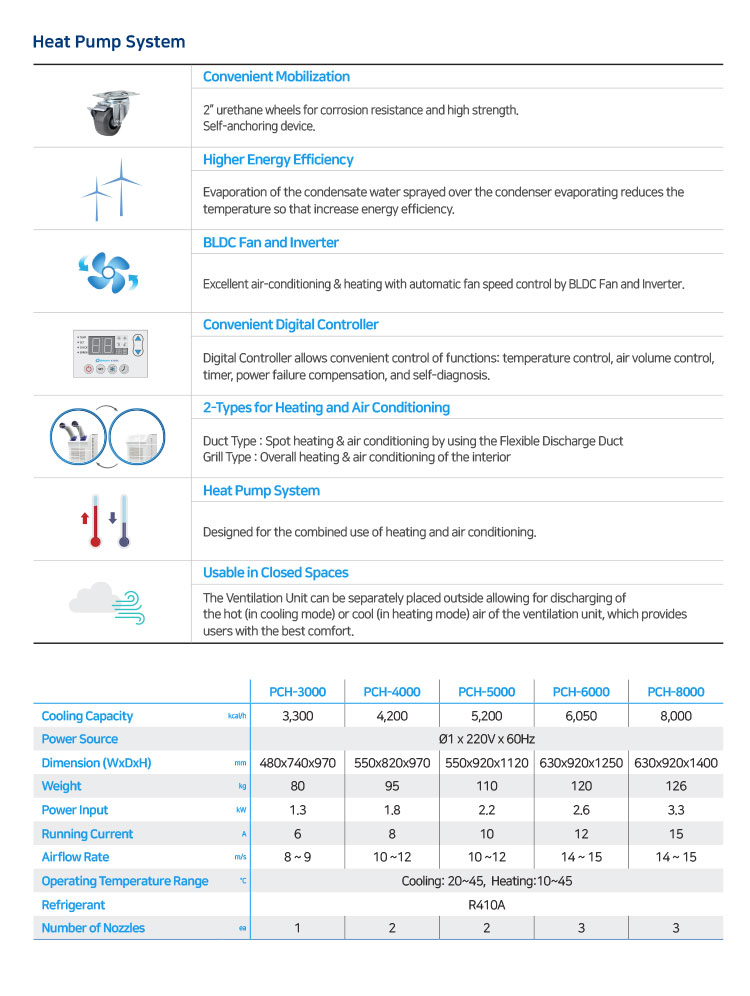 Heat Pump System
Convenient Mobilization
2” urethane wheels for corrosion resistance and high strength.
Self-anchoring device.
Higher Energy Efficiency
Evaporation of the condensate water sprayed over the condenser evaporating reduces the
temperature so that increase energy efficiency.
BLDC Fan and Inverter
Excellent air-conditioning & heating with automatic fan speed control by BLDC Fan and Inverter.
Convenient Digital Controller
Digital Controller allows convenient control of functions: temperature control, air volume control,
timer, power failure compensation, and self-diagnosis.
2-Types for Heating and Air Conditioning
Duct Type : Spot heating & air conditioning by using the Flexible Discharge Duct
Grill Type : Overall heating & air conditioning of the interior
Heat Pump System
Designed for the combined use of heating and air conditioning.
Usable in Closed Spaces
The Ventilation Unit can be separately placed outside allowing for discharging of
the hot (in cooling mode) or cool (in heating mode) air of the ventilation unit, which provides
users with the best comfort.
PCH-3000 PCH-4000 PCH-5000 PCH-6000 PCH-8000
Cooling Capacity kcal/h 3,300 4,200 5,200 6,050 8,000
Power Source Ø1 x 220V x 60Hz
Dimension (WxDxH) mm 480x740x970 550x820x970 550x920x1120 630x920x1250 630x920x1400
Weight kg 80 95 110 120 126
Power Input kW 1.3 1.8 2.2 2.6 3.3
Running Current A 6 8 10 12 15
Airflow Rate m/s 8 ~ 9 10 ~12 10 ~12 14 ~ 15 14 ~ 15
Operating Temperature Range ℃ Cooling: 20~45, Heating:10~45
Refrigerant R410A
Number of Nozzles ea 1 2 2 3 3